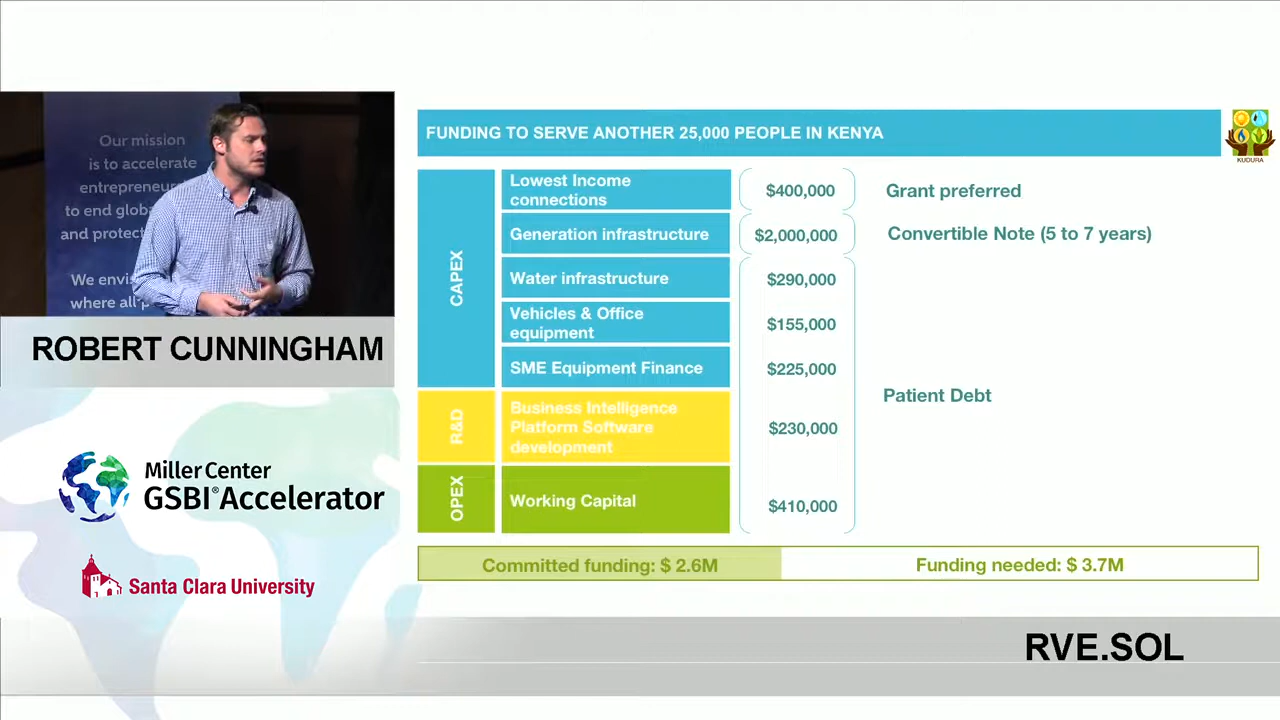 Our mission
is to accelerate
to end
and
We
where all
ROBERT CUNNINGHAM
Miller Center
GSBI® Accelerator
Santa Clara University
FUNDING TO SERVE ANOTHER 25,000 PEOPLE IN KENYA
KUDURA
CAPEX
Lowest Income
connections
$400,000
Grant preferred
Generation infrastructure
$2,000,000
Convertible Note (5 to 7 years)
Water infrastructure
$290,000
Vehicles & Office
equipment
$155,000
SME Equipment Finance
$225,000
Patient Debt
R&D
Business Intelligence
Platform Software
development
$230,000
OPEX
Working Capital
$410,000
Committed funding: $ 2.6M
Funding needed: $ 3.7M
RVE.SOL